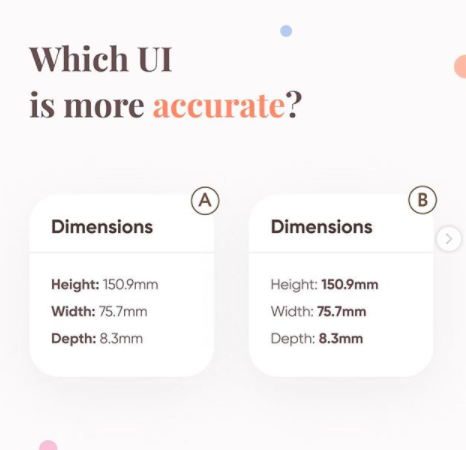 Which UI
is more accurate?
A
Dimensions
Height: 150.9mm
Width: 75.7mm
Depth: 8.3mm
B
Dimensions
Height: 150.9mm
Width: 75.7mm
Depth: 8.3mm